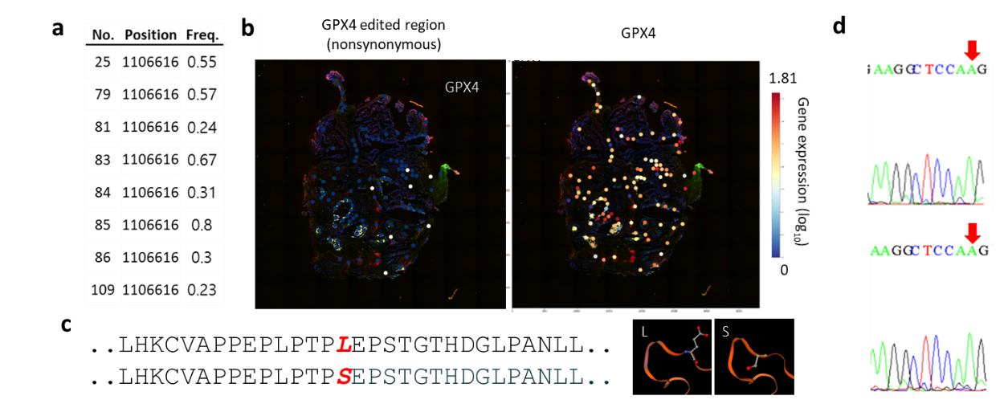 a
No. Position Freq.
25 1106616 0.55
79 1106616 0.57
81 1106616 0.24
83 1106616 0.67
84 1106616 0.31
85 1106616 0.8
86 1106616 0.3
109 1106616 0.23
b
GPX4 edited region
(nonsynonymous)
GPX4
GPX4
1.81
Gene expression (log10)
0
c
..LHKCVAPPEPLPTPLEPSTGTHDGLPANLL..
..LHKCVAPPEPLPTPSEPSTGTHDGLPANLL..
L
S
d
GAAGGCTCCAAG
AAGGCTCCAAG